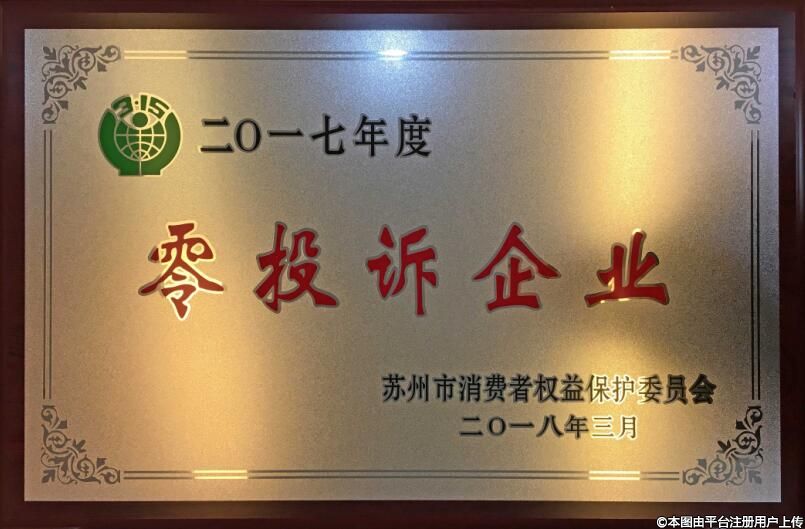 3·15
二〇一七年度
零投诉企业
苏州市消费者权益保护委员会
二〇一八年三月
©本图由平台注册用户上传